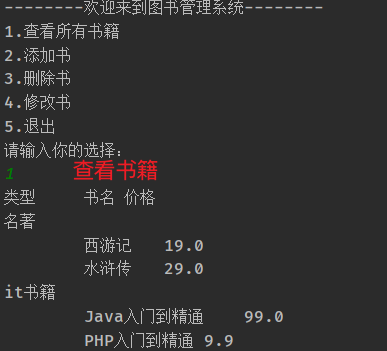 --------欢迎来到图书管理系统--------
1.查看所有书籍
2.添加书
3.删除书
4.修改书
5.退出
请输入你的选择：
1 查看书籍
类型 书名 价格
名著
西游记 19.0
水浒传 29.0
it书籍
Java入门到精通 99.0
PHP入门到精通 9.9